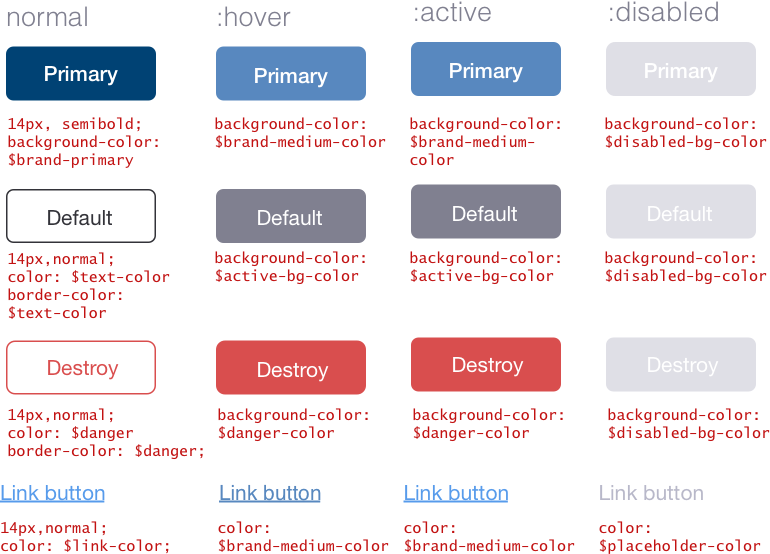 normal
:hover
:active
:disabled
Primary
Primary
Primary
Primary
14px, semibold;
background-color:
$brand-primary
background-color:
$brand-medium-color
background-color:
$brand-medium-
color
background-color:
$disabled-bg-color
Default
Default
Default
Default
14px,normal;
color: $text-color
border-color:
$text-color
background-color:
$active-bg-color
background-color:
$active-bg-color
background-color:
$disabled-bg-color
Destroy
Destroy
Destroy
Destroy
14px,normal;
color: $danger
border-color: $danger;
background-color:
$danger-color
background-color:
$danger-color
background-color:
$disabled-bg-color
Link button
Link button
Link button
Link button
14px,normal;
color: $link-color;
color:
$brand-medium-color
color:
$brand-medium-color
color:
$placeholder-color